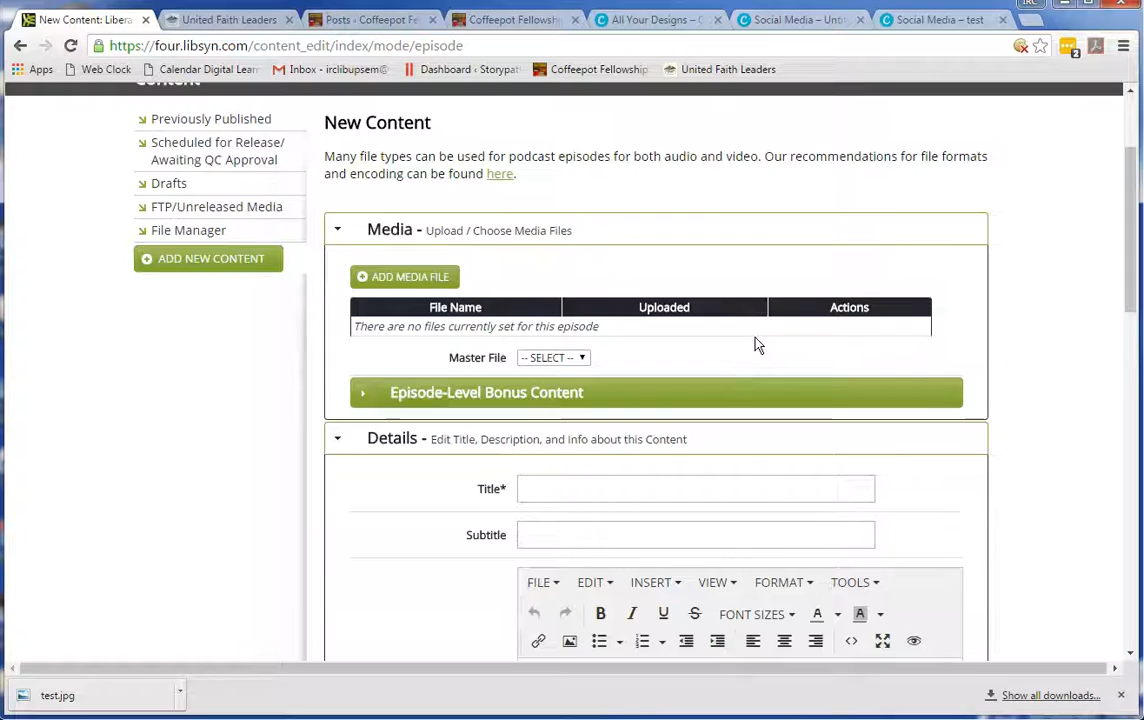 IRC
New Content: Libera
United Faith Leaders
Posts ‹ Coffeepot Fe
Coffeepot Fellowship
All Your Designs – C
Social Media – Unt
Social Media – test
https://four.libsyn.com/content_edit/index/mode/episode
2
Apps
Web Clock
Calendar Digital Lear
Inbox - irclibupsem@
Dashboard ‹ Storypat
Coffeepot Fellowship
United Faith Leaders
Content
Previously Published
Scheduled for Release/
Awaiting QC Approval
Drafts
FTP/Unreleased Media
File Manager
ADD NEW CONTENT
New Content
Many file types can be used for podcast episodes for both audio and video. Our recommendations for file formats
and encoding can be found here.
Media - Upload / Choose Media Files
ADD MEDIA FILE
File Name Uploaded Actions
There are no files currently set for this episode
Master File -- SELECT --
Episode-Level Bonus Content
Details - Edit Title, Description, and Info about this Content
Title*
Subtitle
FILE EDIT INSERT VIEW FORMAT TOOLS
B I U S FONT SIZES A A
test.jpg
Show all downloads...